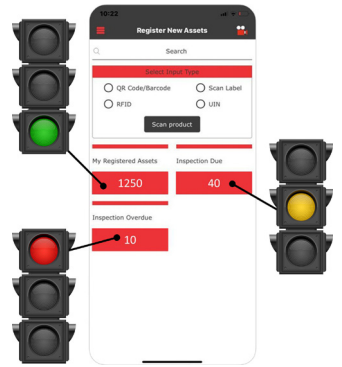 10:22
Register New Assets
Search
Select Input Type
QR Code/Barcode
Scan Label
RFID
UIN
Scan product
My Registered Assets
Inspection Due
1250
40
Inspection Overdue
10